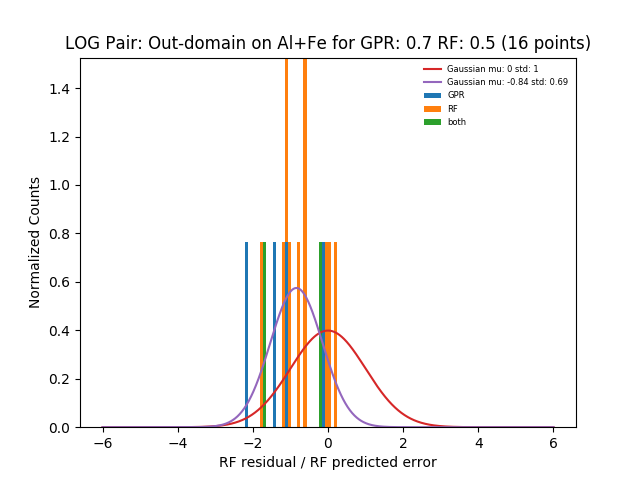 LOG Pair: Out-domain on Al+Fe for GPR: 0.7 RF: 0.5 (16 points)
Gaussian mu: 0 std: 1
Gaussian mu: -0.84 std: 0.69
GPR
RF
both
Normalized Counts
1.4
1.2
1.0
0.8
0.6
0.4
0.2
0.0
−6 −4 −2 0 2 4 6
RF residual / RF predicted error